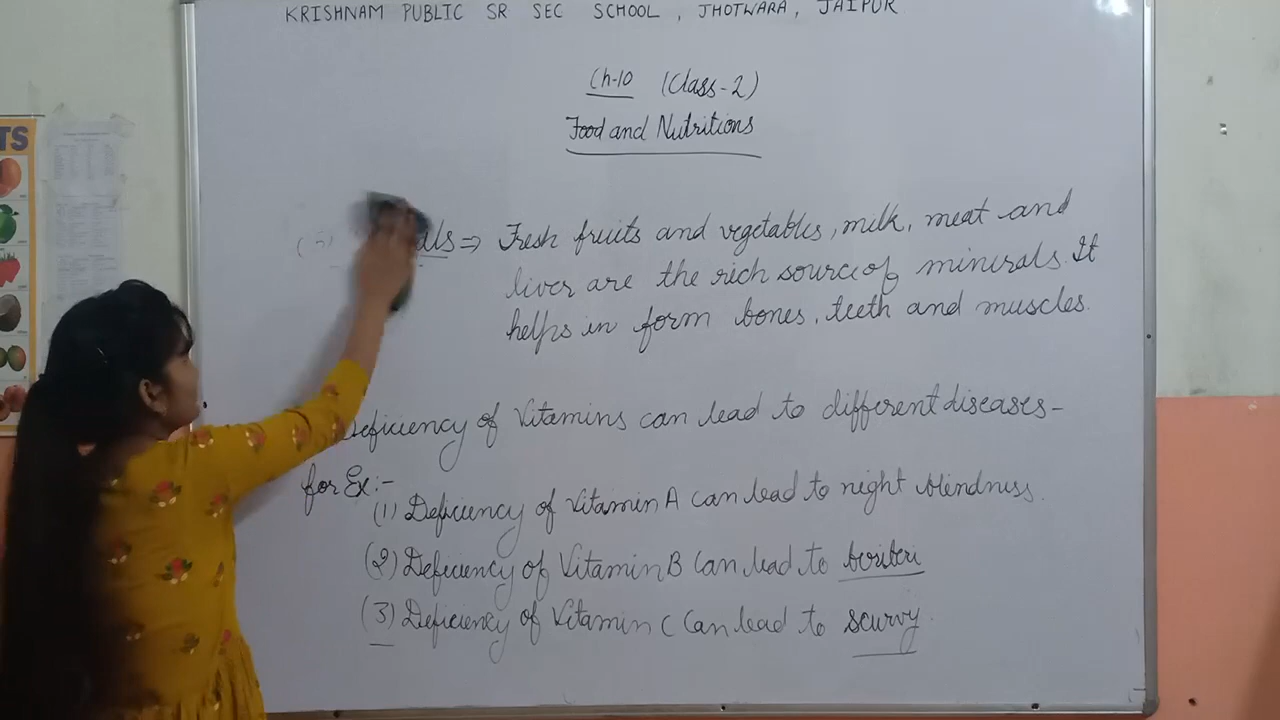 KRISHNAM PUBLIC SR SEC SCHOOL , JHOTWARA, JAIPUR
Ch-10 (Class-2)
Food and Nutritions
TS
(5) als ⇒ Fresh fruits and vegetables, milk, meat and
liver are the rich source of minerals. It
helps in form bones, teeth and muscles.
Deficiency of Vitamins can lead to different diseases-
for Ex:-
(1) Deficiency of Vitamin A can lead to night blindness.
(2) Deficiency of Vitamin B can lead to beriberi
(3) Deficiency of Vitamin C can lead to scurvy.